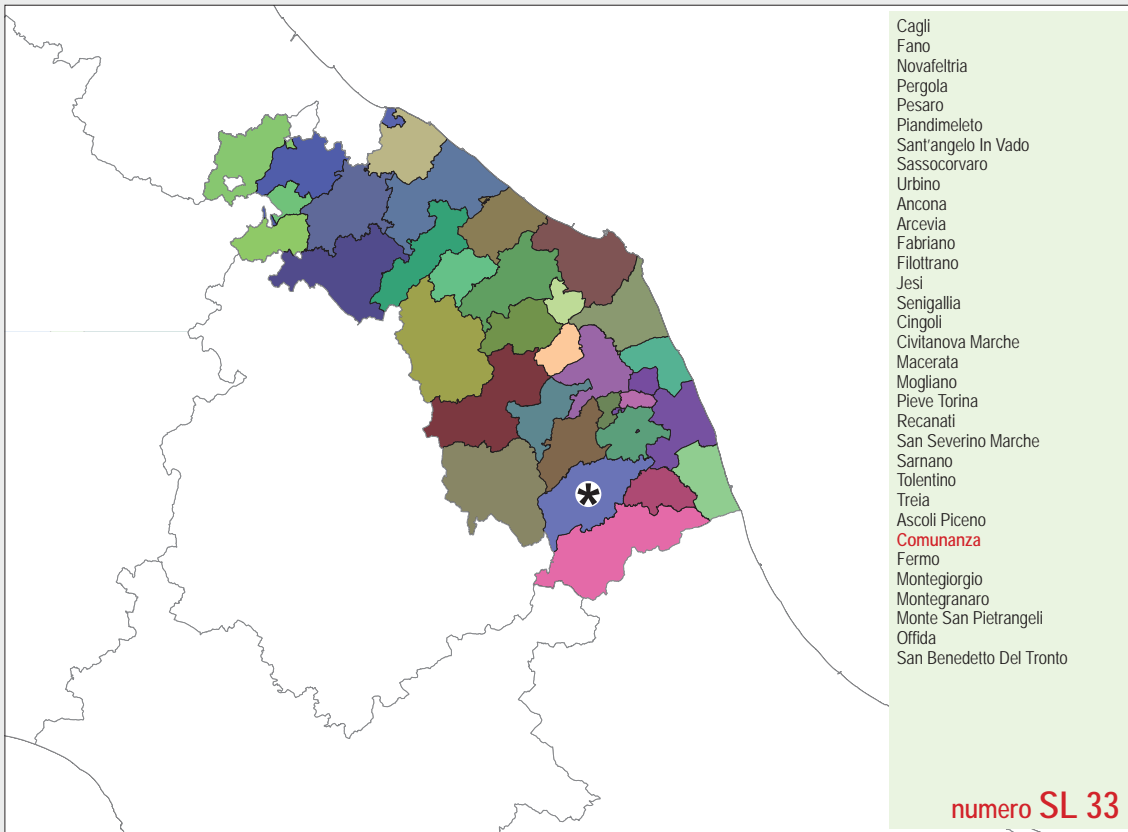 Cagli
Fano
Novafeltria
Pergola
Pesaro
Piandimeleto
Sant'angelo In Vado
Sassocorvaro
Urbino
Ancona
Arcevia
Fabriano
Filottrano
Jesi
Senigallia
Cingoli
Civitanova Marche
Macerata
Mogliano
Pieve Torina
Recanati
San Severino Marche
Sarnano
Tolentino
Treia
Ascoli Piceno
Comunanza
Fermo
Montegiorgio
Montegranaro
Monte San Pietrangeli
Offida
San Benedetto Del Tronto
numero SL 33